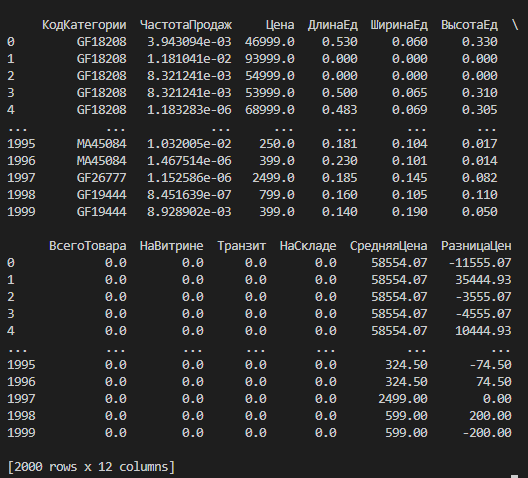 КодКатегории ЧастотаПродаж Цена ДлинаЕд ШиринаЕд ВысотаЕд \
0 GF18208 3.943094e-03 46999.0 0.530 0.060 0.330
1 GF18208 1.181041e-02 93999.0 0.000 0.000 0.000
2 GF18208 8.321243e-03 54999.0 0.000 0.000 0.000
3 GF18208 8.321243e-03 53999.0 0.500 0.065 0.310
4 GF18208 1.183283e-06 68999.0 0.483 0.069 0.305
... ... ... ... ... ... ...
1995 MA45084 1.032005e-02 250.0 0.181 0.104 0.017
1996 MA45084 1.467514e-06 399.0 0.230 0.101 0.014
1997 GF26777 1.152586e-06 2499.0 0.185 0.145 0.082
1998 GF19444 8.451639e-07 799.0 0.160 0.105 0.110
1999 GF19444 8.928902e-03 399.0 0.140 0.190 0.050
ВсегоТовара НаВитрине Транзит НаСкладе СредняяЦена РазницаЦен
0 0.0 0.0 0.0 0.0 58554.07 -11555.07
1 0.0 0.0 0.0 0.0 58554.07 35444.93
2 0.0 0.0 0.0 0.0 58554.07 -3555.07
3 0.0 0.0 0.0 0.0 58554.07 -4555.07
4 0.0 0.0 0.0 0.0 58554.07 10444.93
... ... ... ... ... ... ...
1995 0.0 0.0 0.0 0.0 324.50 -74.50
1996 0.0 0.0 0.0 0.0 324.50 74.50
1997 0.0 0.0 0.0 0.0 2499.00 0.00
1998 0.0 0.0 0.0 0.0 599.00 200.00
1999 0.0 0.0 0.0 0.0 599.00 -200.00
[2000 rows x 12 columns]